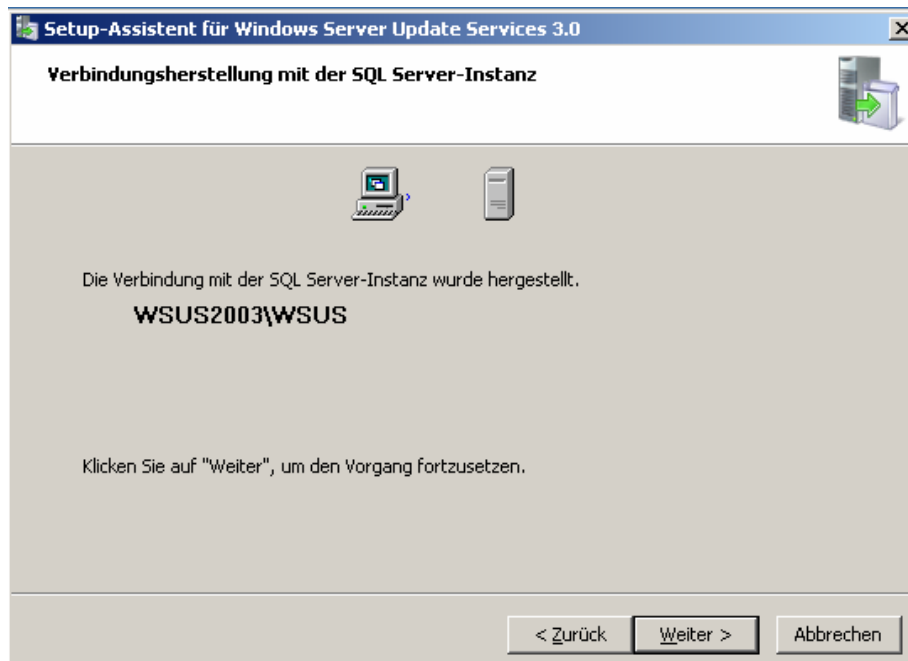 Setup-Assistent für Windows Server Update Services 3.0
Verbindungsherstellung mit der SQL Server-Instanz
Die Verbindung mit der SQL Server-Instanz wurde hergestellt.
WSUS2003\WSUS
Klicken Sie auf "Weiter", um den Vorgang fortzusetzen.
< Zurück Weiter > Abbrechen